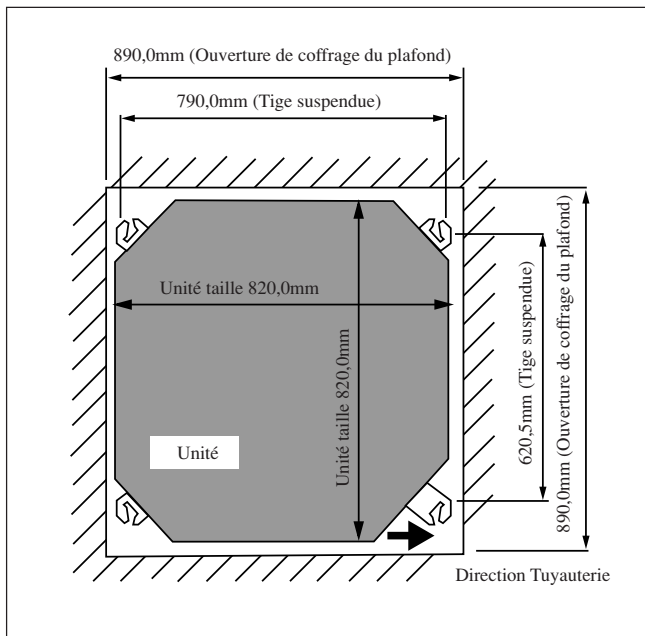 890,0mm (Ouverture de coffrage du plafond)
790,0mm (Tige suspendue)
Unité taille 820,0mm
Unité taille 820,0mm
620,5mm (Tige suspendue)
890,0mm (Ouverture de coffrage du plafond)
Unité
Direction Tuyauterie